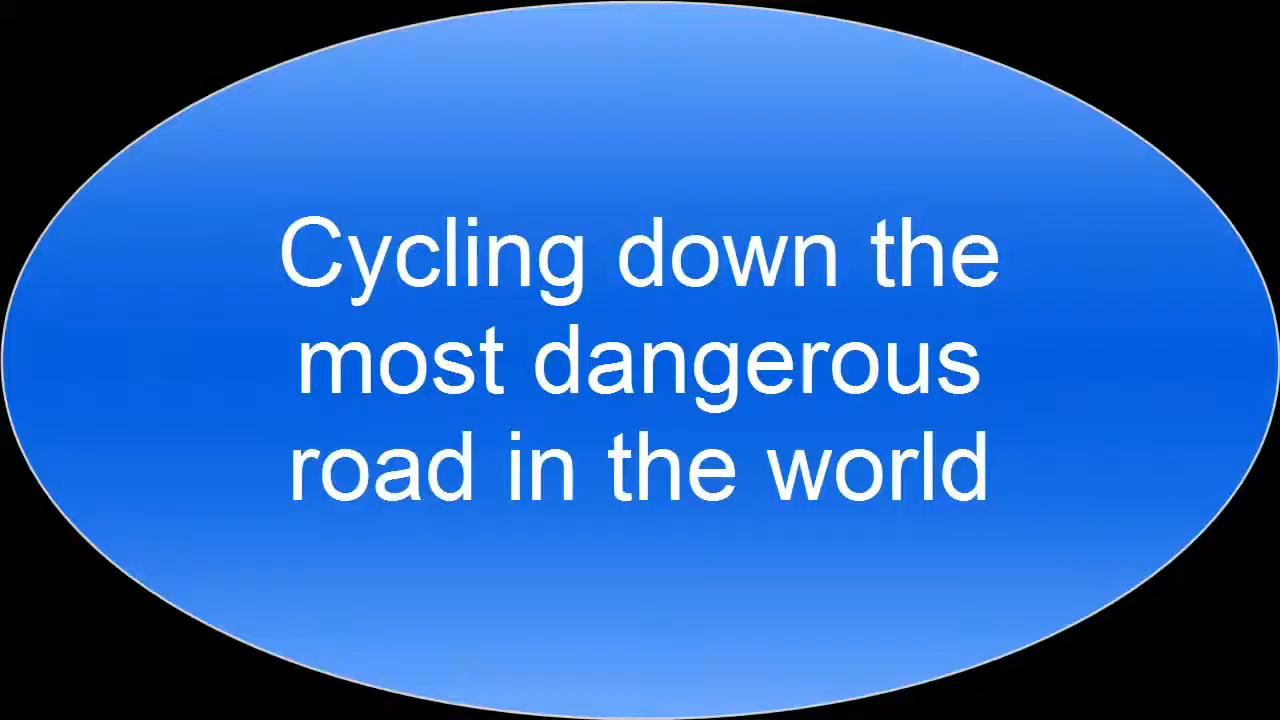 Cycling down the
most dangerous
road in the world